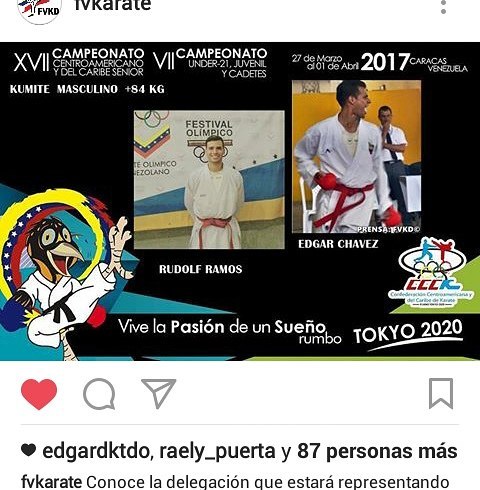 FVKD
fvkarate
XVII CAMPEONATO
CENTROAMERICANO
Y DEL CARIBE SENIOR
VII CAMPEONATO
UNDER-21, JUVENIL
Y CADETES
27 de Marzo
al 01 de Abril 2017 CARACAS
VENEZUELA
KUMITE MASCULINO +84 KG
FESTIVAL
OLÍMPICO
TE OLIMPICO
NEZOLANO
PRENSA:FVKD©
EDGAR CHAVEZ
RUDOLF RAMOS
CCCK
Confederación Centroamericana y
del Caribe de Karate
Vive la Pasión de un Sueño
rumbo TOKYO 2020
edgardktdo, raely_puerta y 87 personas más
fvkarate Conoce la delegación que estará representando